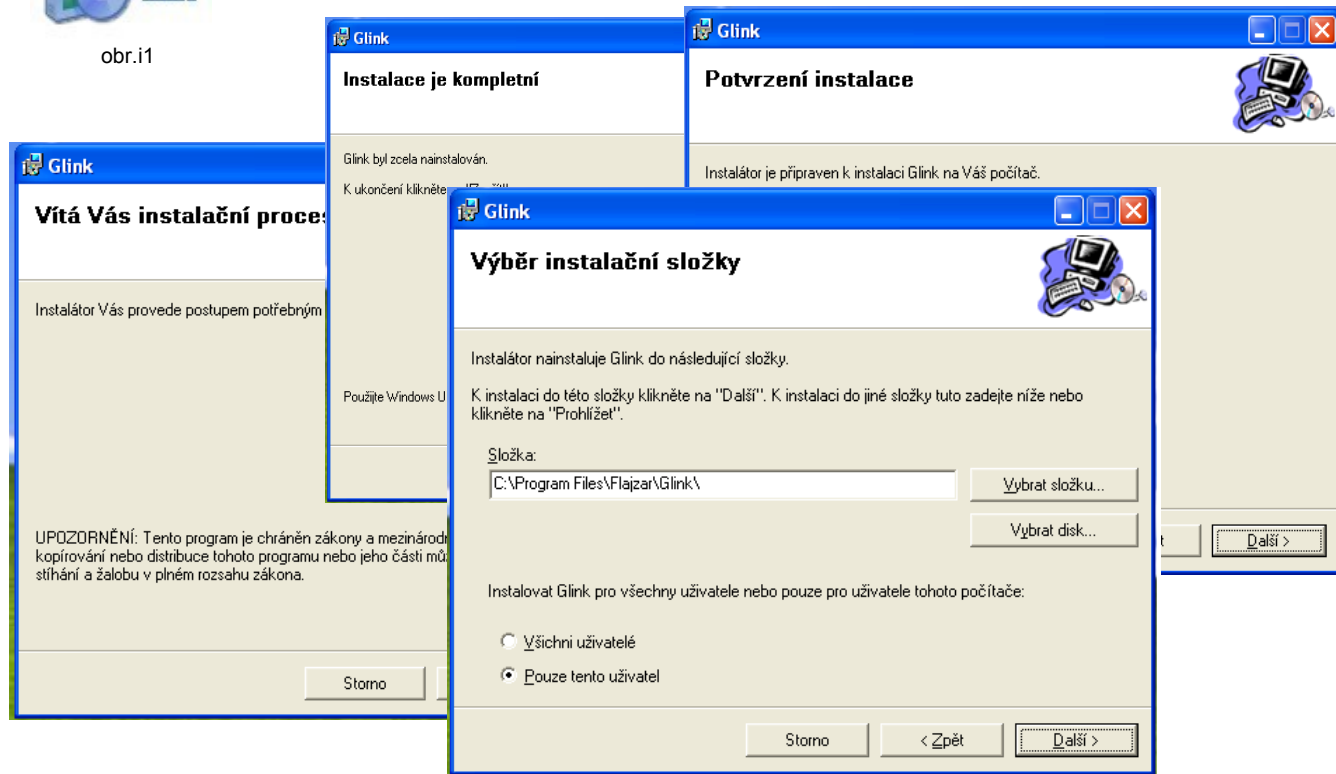 obr.i1
Glink
Instalace je kompletní
Glink byl zcela nainstalován.
K ukončení klikněte
Použijte Windows U
Glink
Potvrzení instalace
Instalátor je připraven k instalaci Glink na Váš počítač.
Další >
Glink
Vítá Vás instalační proces
Instalátor Vás provede postupem potřebným
UPOZORNĚNÍ: Tento program je chráněn zákony a mezinárodn
kopírování nebo distribuce tohoto programu nebo jeho části mů
stíhání a žalobu v plném rozsahu zákona.
Storno
Glink
Výběr instalační složky
Instalátor nainstaluje Glink do následující složky.
K instalaci do této složky klikněte na "Další". K instalaci do jiné složky tuto zadejte níže nebo
klikněte na "Prohlížet".
Složka:
C:\Program Files\Flajzar\Glink\
Vybrat složku...
Vybrat disk...
Instalovat Glink pro všechny uživatele nebo pouze pro uživatele tohoto počítače:
Všichni uživatelé
Pouze tento uživatel
Storno
< Zpět
Další >